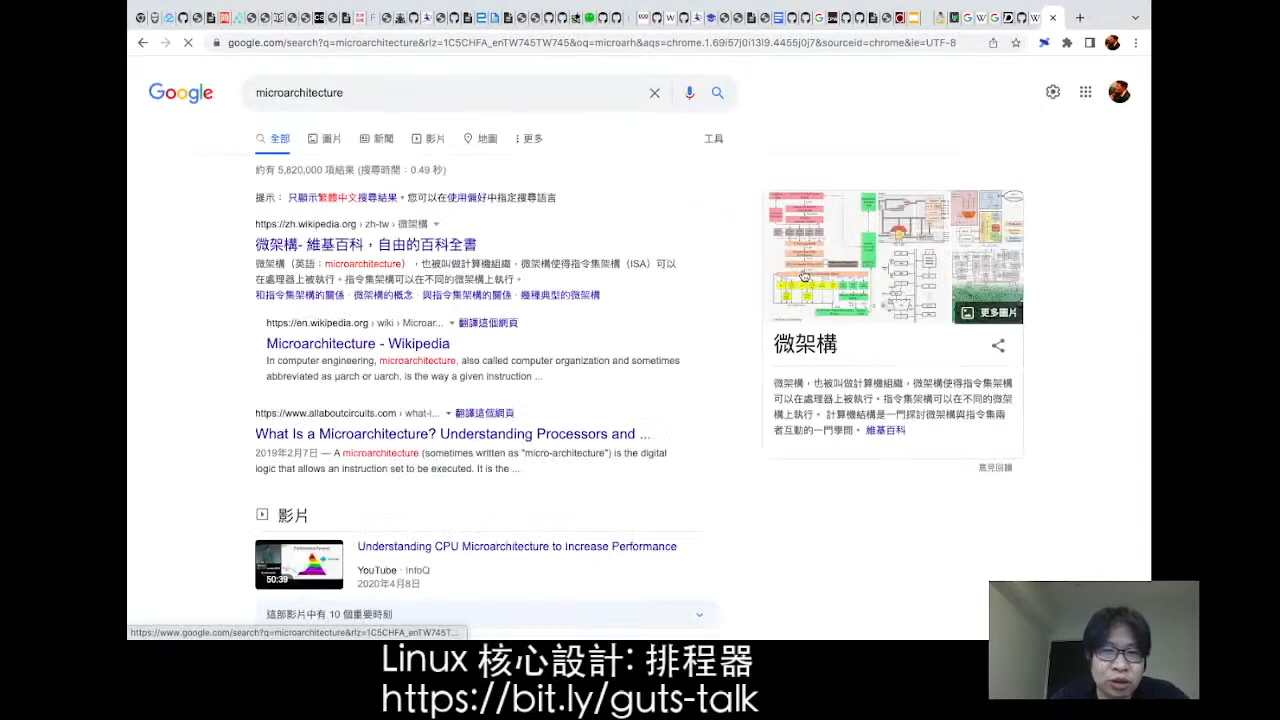 google.com/search?q=microarchitecture&rlz=1C5CHFA_enTW745TW745&oq=microarh&aqs=chrome.1.69i57j0i13l9.4455j0j7&sourceid=chrome&ie=UTF-8
Google
microarchitecture
全部 圖片 新聞 影片 地圖 更多 工具
約有 5,820,000 項結果 (搜尋時間：0.49 秒)
提示： 只顯示繁體中文搜尋結果。您可以在使用偏好中指定搜尋語言
https://zh.wikipedia.org › zh-tw › 微架構
微架構- 維基百科，自由的百科全書
微架構（英語：microarchitecture），也被叫做計算機組織，微架構使得指令集架構（ISA）可以
在處理器上被執行。指令集架構可以在不同的微架構上執行。
和指令集架構的關係 · 微架構的概念 · 與指令集架構的關係 · 幾種典型的微架構
https://en.wikipedia.org › wiki › Microar... 翻譯這個網頁
Microarchitecture - Wikipedia
In computer engineering, microarchitecture, also called computer organization and sometimes
abbreviated as µarch or uarch, is the way a given instruction ...
https://www.allaboutcircuits.com › what-i... 翻譯這個網頁
What Is a Microarchitecture? Understanding Processors and ...
2019年2月7日 — A microarchitecture (sometimes written as "micro-architecture") is the digital
logic that allows an instruction set to be executed. It is the ...
影片
Understanding CPU Microarchitecture to Increase Performance
YouTube · InfoQ
2020年4月8日
50:39
這部影片中有 10 個重要時刻
更多圖片
微架構
微架構，也被叫做計算機組織，微架構使得指令集架構
可以在處理器上被執行。指令集架構可以在不同的微架
構上執行。 計算機結構是一門探討微架構與指令集兩
者互動的一門學問。 維基百科
意見回饋
https://www.google.com/search?q=microarchitecture&rlz=1C5CHFA_enTW745T...
Linux 核心設計: 排程器
https://bit.ly/guts-talk